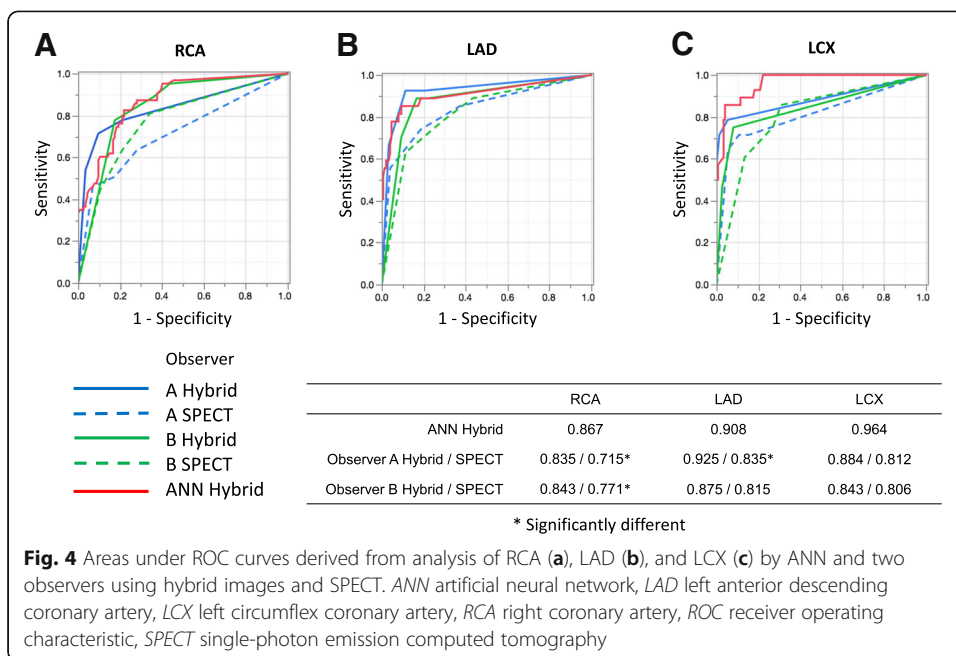 A
RCA
1.0
0.8
0.6
0.4
0.2
0.0
Sensitivity
0.0 0.2 0.4 0.6 0.8 1.0
1 - Specificity
B
LAD
1.0
0.8
0.6
0.4
0.2
0.0
Sensitivity
0.0 0.2 0.4 0.6 0.8 1.0
1 - Specificity
C
LCX
1.0
0.8
0.6
0.4
0.2
0.0
Sensitivity
0.0 0.2 0.4 0.6 0.8 1.0
1 - Specificity
Observer
A Hybrid
A SPECT
B Hybrid
B SPECT
ANN Hybrid
RCA LAD LCX
ANN Hybrid 0.867 0.908 0.964
Observer A Hybrid / SPECT 0.835 / 0.715* 0.925 / 0.835* 0.884 / 0.812
Observer B Hybrid / SPECT 0.843 / 0.771* 0.875 / 0.815 0.843 / 0.806
* Significantly different
Fig. 4 Areas under ROC curves derived from analysis of RCA (a), LAD (b), and LCX (c) by ANN and two
observers using hybrid images and SPECT. ANN artificial neural network, LAD left anterior descending
coronary artery, LCX left circumflex coronary artery, RCA right coronary artery, ROC receiver operating
characteristic, SPECT single-photon emission computed tomography